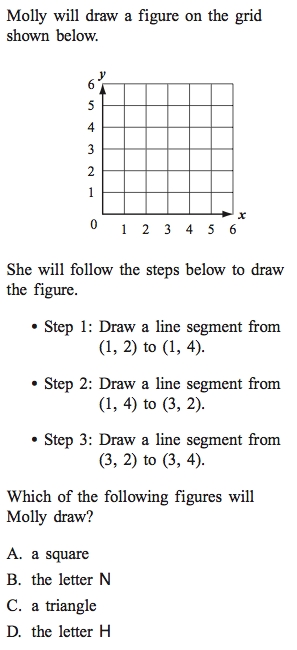 Molly will draw a figure on the grid
shown below.
y
6
5
4
3
2
1
0
1 2 3 4 5 6
x
She will follow the steps below to draw
the figure.
• Step 1: Draw a line segment from
(1, 2) to (1, 4).
• Step 2: Draw a line segment from
(1, 4) to (3, 2).
• Step 3: Draw a line segment from
(3, 2) to (3, 4).
Which of the following figures will
Molly draw?
A. a square
B. the letter N
C. a triangle
D. the letter H